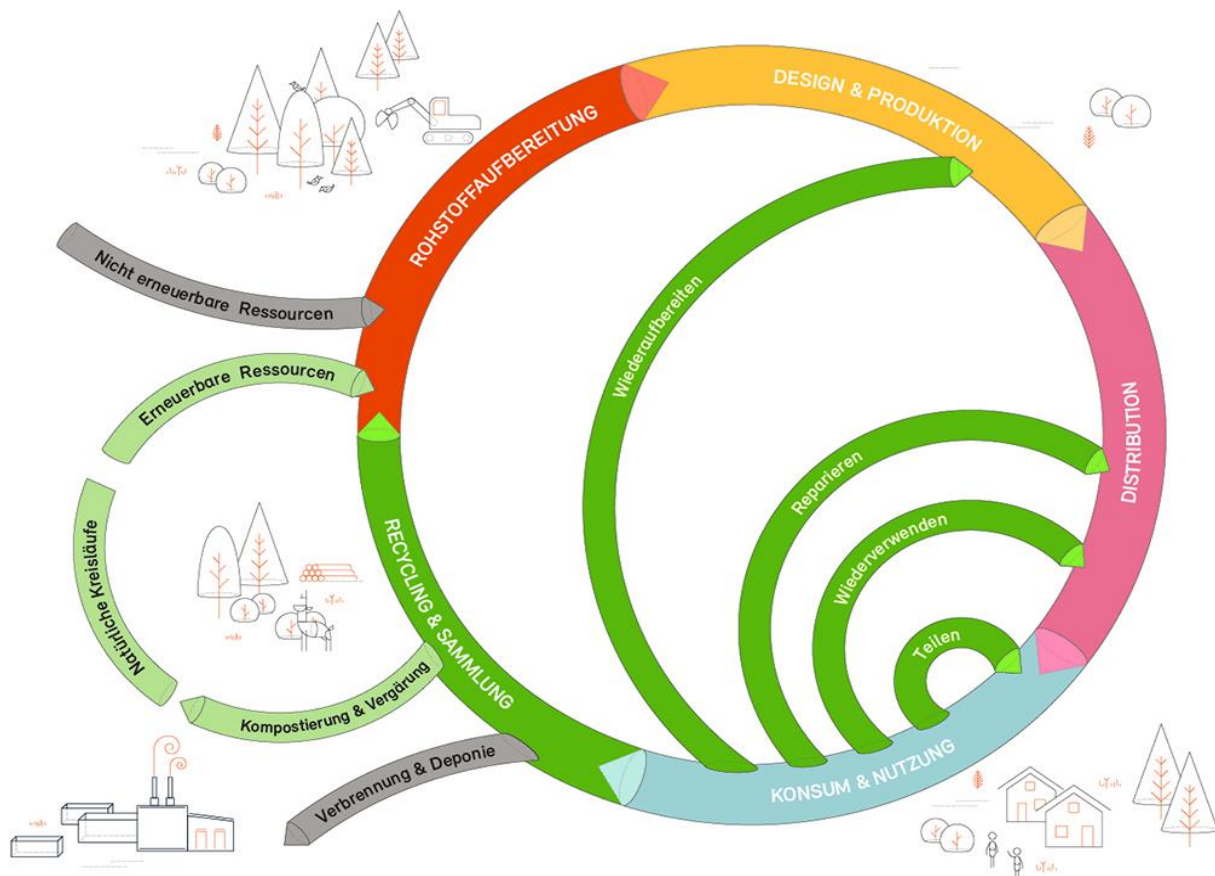 DESIGN & PRODUKTION
ROHSTOFFAUFBEREITUNG
Nicht erneuerbare Ressourcen
Wiederaufbereiten
Erneuerbare Ressourcen
DISTRIBUTION
Reparieren
Wiederverwenden
Natürliche Kreisläufe
RECYCLING & SAMMLUNG
Teilen
Kompostierung & Vergärung
Verbrennung & Deponie
KONSUM & NUTZUNG